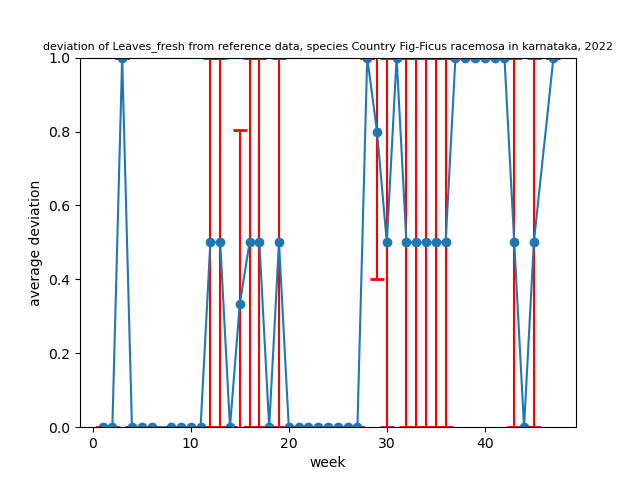 deviation of Leaves_fresh from reference data, species Country Fig-Ficus racemosa in karnataka, 2022
1.0
0.8
0.6
0.4
0.2
0.0
average deviation
0 10 20 30 40
week